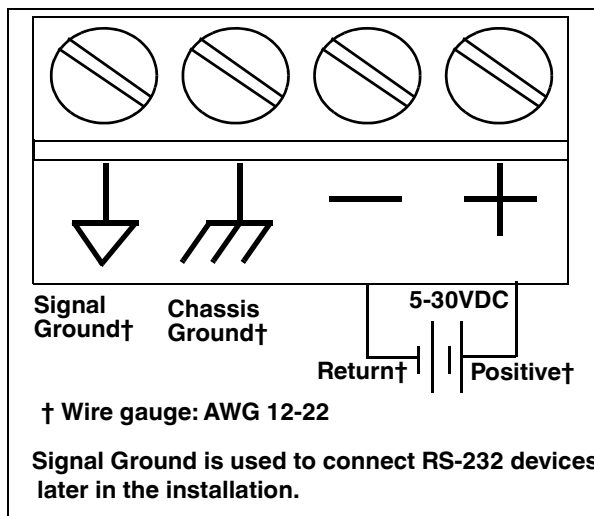 Signal Ground†
Chassis Ground†
5-30VDC
Return†
Positive†
† Wire gauge: AWG 12-22
Signal Ground is used to connect RS-232 devices
later in the installation.